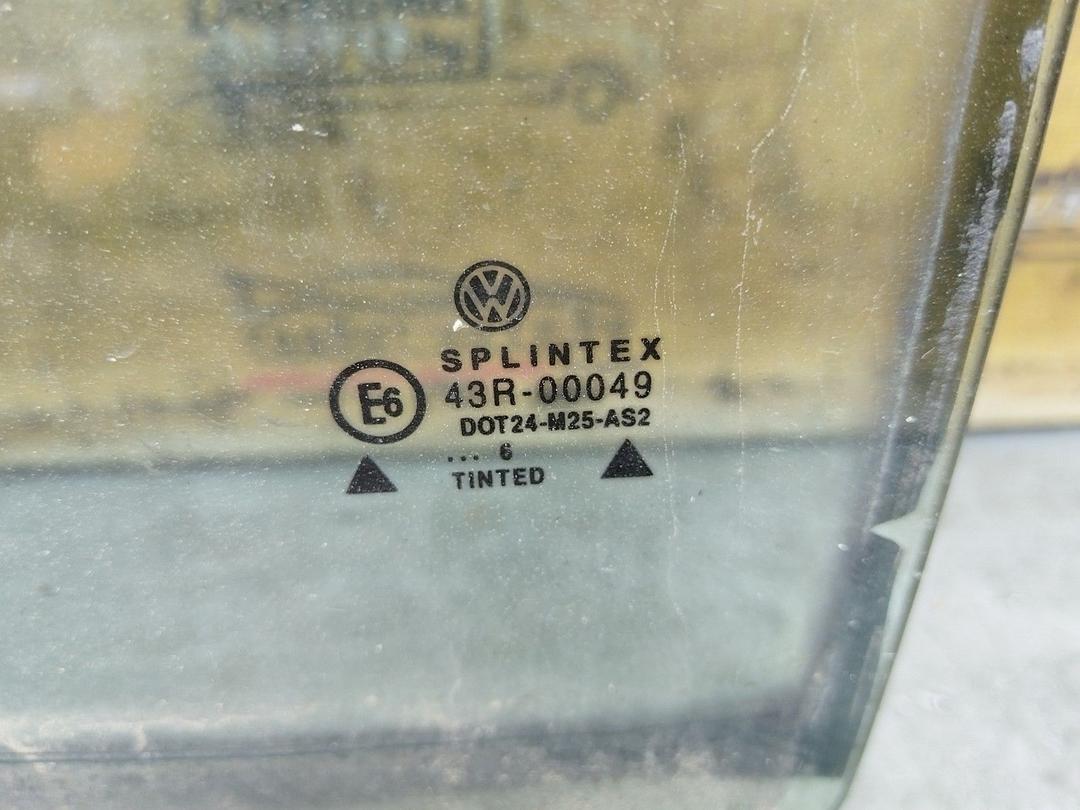 SPLINTEX
E6 43R-00049
DOT24-M25-AS2
... 6
TINTED